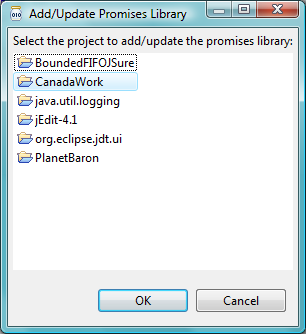 Add/Update Promises Library
Select the project to add/update the promises library:
BoundedFIFOJSure
CanadaWork
java.util.logging
jEdit-4.1
org.eclipse.jdt.ui
PlanetBaron
OK
Cancel